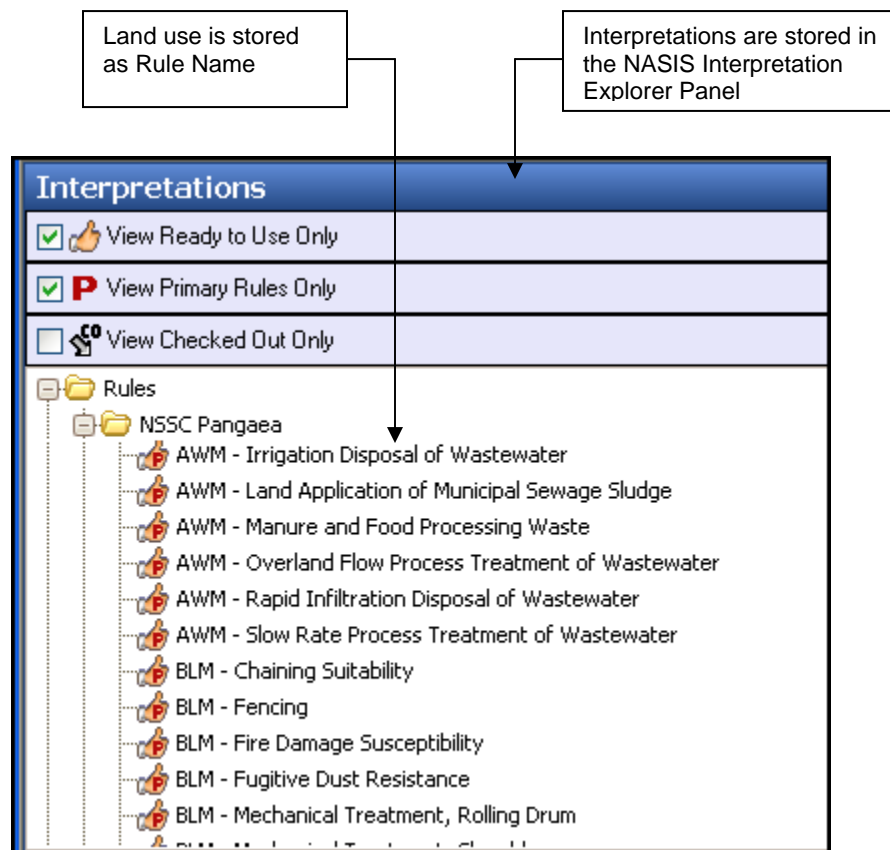 Land use is stored
as Rule Name
Interpretations are stored in
the NASIS Interpretation
Explorer Panel
Interpretations
View Ready to Use Only
P View Primary Rules Only
CO View Checked Out Only
Rules
NSSC Pangaea
P AWM - Irrigation Disposal of Wastewater
P AWM - Land Application of Municipal Sewage Sludge
P AWM - Manure and Food Processing Waste
P AWM - Overland Flow Process Treatment of Wastewater
P AWM - Rapid Infiltration Disposal of Wastewater
P AWM - Slow Rate Process Treatment of Wastewater
P BLM - Chaining Suitability
P BLM - Fencing
P BLM - Fire Damage Susceptibility
P BLM - Fugitive Dust Resistance
P BLM - Mechanical Treatment, Rolling Drum